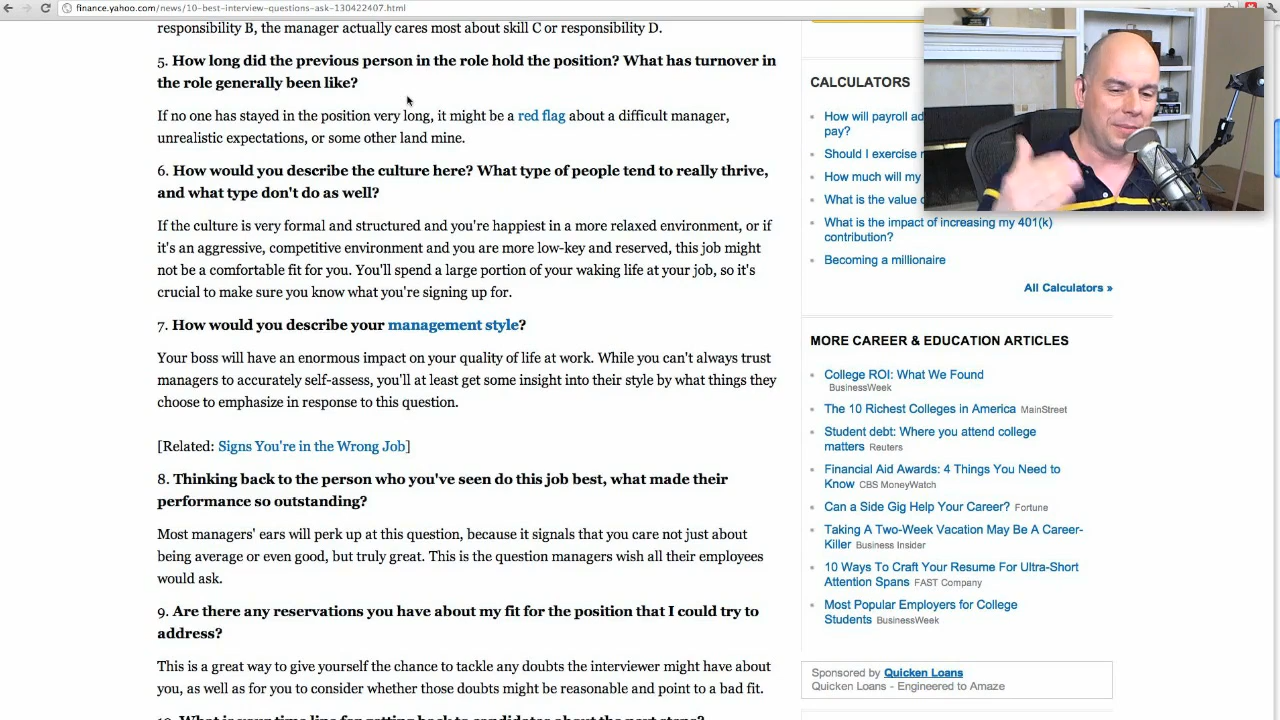 finance.yahoo.com/news/10-best-interview-questions-ask-130422407.html
responsibility B, the manager actually cares most about skill C or responsibility D.
5. How long did the previous person in the role hold the position? What has turnover in
the role generally been like?
If no one has stayed in the position very long, it might be a red flag about a difficult manager,
unrealistic expectations, or some other land mine.
6. How would you describe the culture here? What type of people tend to really thrive,
and what type don't do as well?
If the culture is very formal and structured and you're happiest in a more relaxed environment, or if
it's an aggressive, competitive environment and you are more low-key and reserved, this job might
not be a comfortable fit for you. You'll spend a large portion of your waking life at your job, so it's
crucial to make sure you know what you're signing up for.
7. How would you describe your management style?
Your boss will have an enormous impact on your quality of life at work. While you can't always trust
managers to accurately self-assess, you'll at least get some insight into their style by what things they
choose to emphasize in response to this question.
[Related: Signs You're in the Wrong Job]
8. Thinking back to the person who you've seen do this job best, what made their
performance so outstanding?
Most managers' ears will perk up at this question, because it signals that you care not just about
being average or even good, but truly great. This is the question managers wish all their employees
would ask.
9. Are there any reservations you have about my fit for the position that I could try to
address?
This is a great way to give yourself the chance to tackle any doubts the interviewer might have about
you, as well as for you to consider whether those doubts might be reasonable and point to a bad fit.
10. What is your time line for getting back to candidates about the next steps?
CALCULATORS
How will payroll ad
pay?
Should I exercise
How much will my
What is the value
What is the impact of increasing my 401(k)
contribution?
Becoming a millionaire
All Calculators »
MORE CAREER & EDUCATION ARTICLES
College ROI: What We Found
BusinessWeek
The 10 Richest Colleges in America MainStreet
Student debt: Where you attend college
matters Reuters
Financial Aid Awards: 4 Things You Need to
Know CBS MoneyWatch
Can a Side Gig Help Your Career? Fortune
Taking A Two-Week Vacation May Be A Career-
Killer Business Insider
10 Ways To Craft Your Resume For Ultra-Short
Attention Spans FAST Company
Most Popular Employers for College
Students BusinessWeek
Sponsored by Quicken Loans
Quicken Loans - Engineered to Amaze